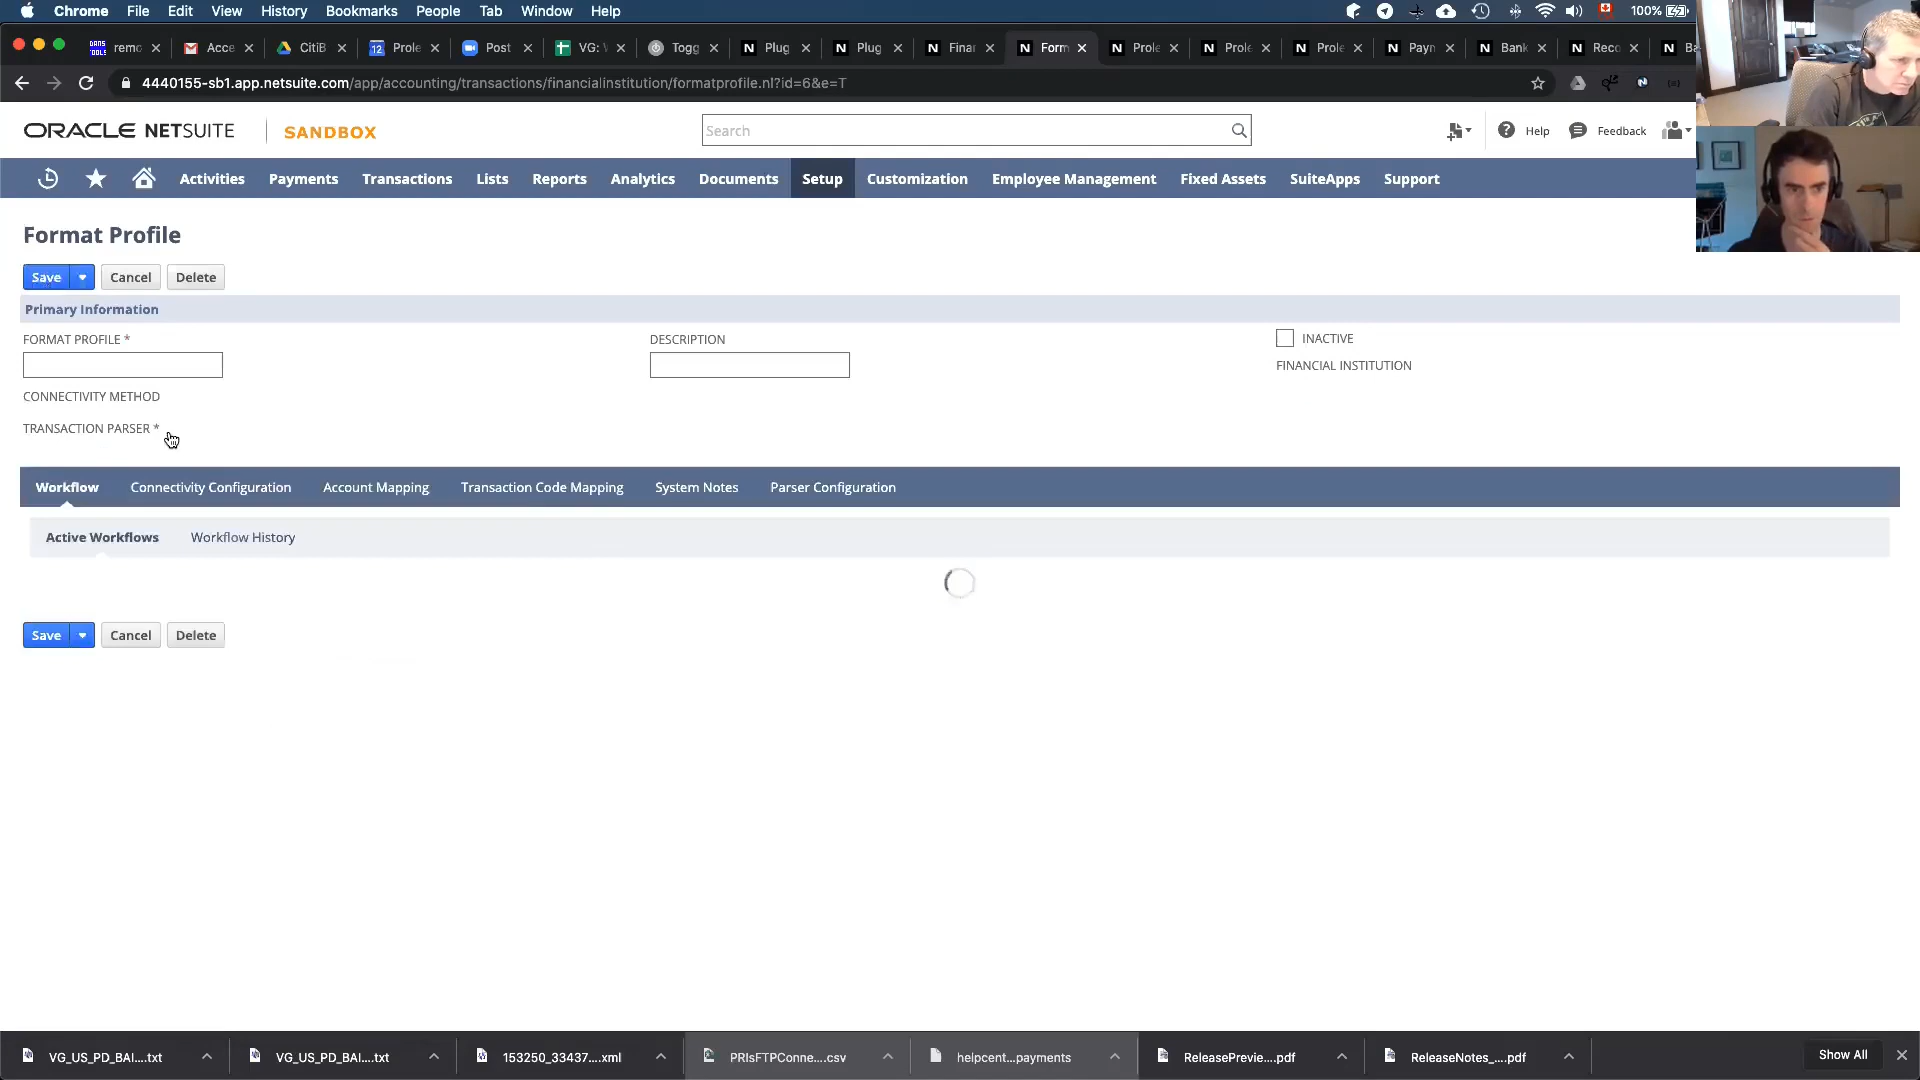 Chrome File Edit View History Bookmarks People Tab Window Help 100%
DANS TOOLS remo Acce CitiB 12 Prole Post VG: Togg Plug Plug Finar Form Prole Prole Prole Payn Bank Reco Ba
4440155-sb1.app.netsuite.com/app/accounting/transactions/financialinstitution/formatprofile.nl?id=6&e=T
ORACLE NETSUITE SANDBOX Search Help Feedback
Activities Payments Transactions Lists Reports Analytics Documents Setup Customization Employee Management Fixed Assets SuiteApps Support
Format Profile
Save Cancel Delete
Primary Information
FORMAT PROFILE * DESCRIPTION INACTIVE
FINANCIAL INSTITUTION
CONNECTIVITY METHOD
TRANSACTION PARSER *
Workflow Connectivity Configuration Account Mapping Transaction Code Mapping System Notes Parser Configuration
Active Workflows Workflow History
Save Cancel Delete
VG_US_PD_BAI....txt VG_US_PD_BAI....txt 153250_33437....xml PRIsFTPConne....csv helpcent...payments ReleasePrevie....pdf ReleaseNotes_....pdf Show All